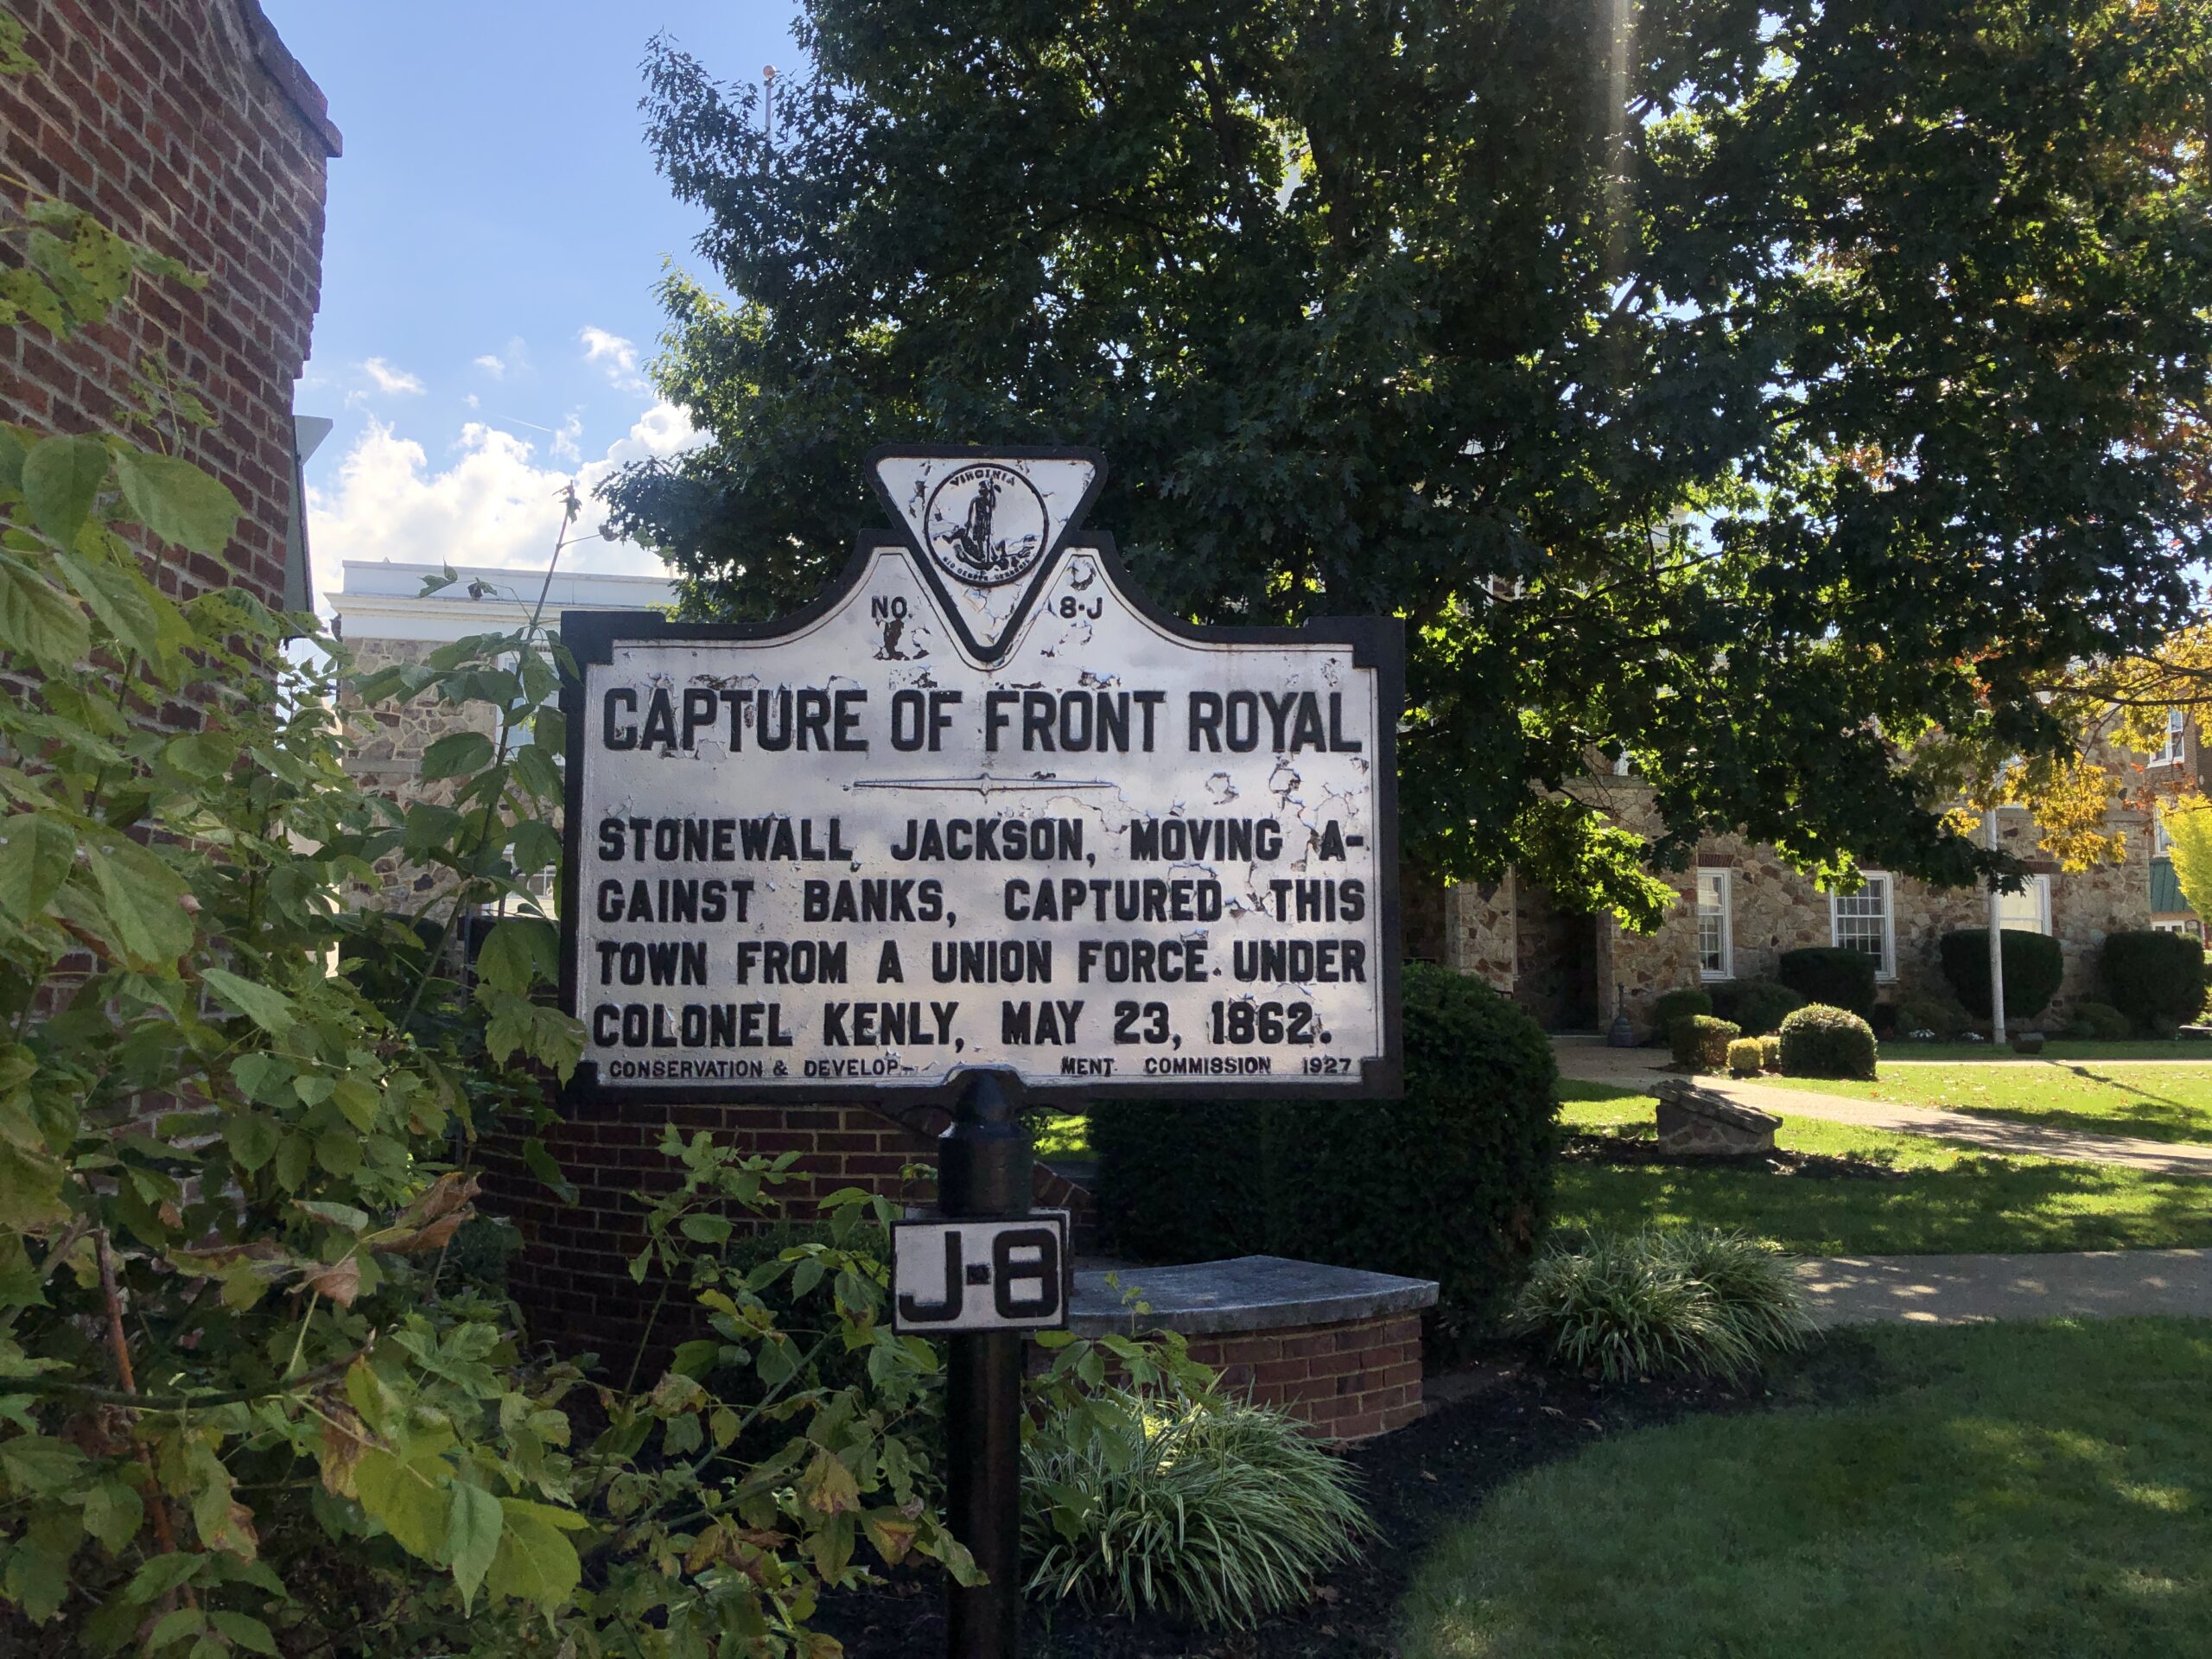 VIRGINIA
NO. 8-J
CAPTURE OF FRONT ROYAL
STONEWALL JACKSON, MOVING A-
GAINST BANKS, CAPTURED THIS
TOWN FROM A UNION FORCE UNDER
COLONEL KENLY, MAY 23, 1862.
CONSERVATION & DEVELOP- MENT COMMISSION 1927
J-8